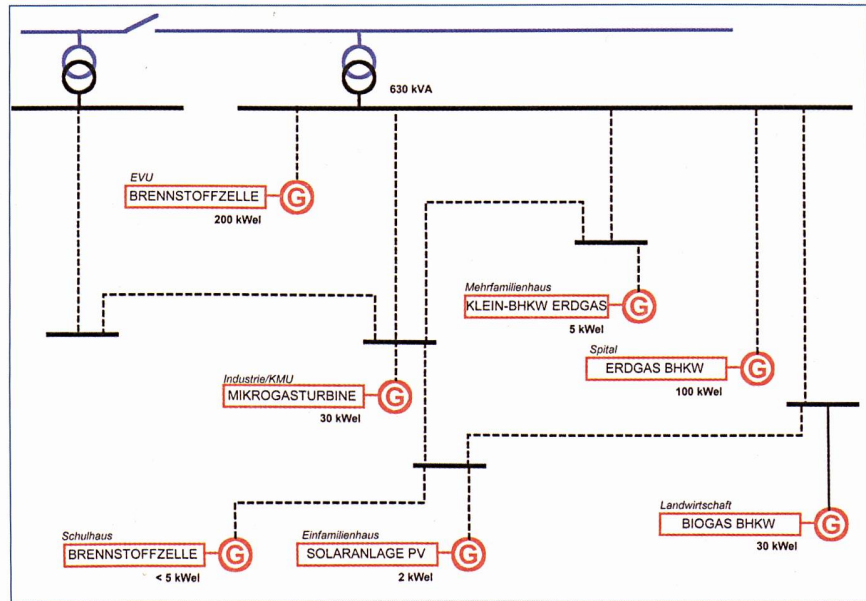 630 kVA
EVU
BRENNSTOFFZELLE
G
200 kWel
Mehrfamilienhaus
KLEIN-BHKW ERDGAS
G
5 kWel
Spital
ERDGAS BHKW
G
100 kWel
Industrie/KMU
MIKROGASTURBINE
G
30 kWel
Landwirtschaft
BIOGAS BHKW
G
30 kWel
Schulhaus
BRENNSTOFFZELLE
G
< 5 kWel
Einfamilienhaus
SOLARANLAGE PV
G
2 kWel